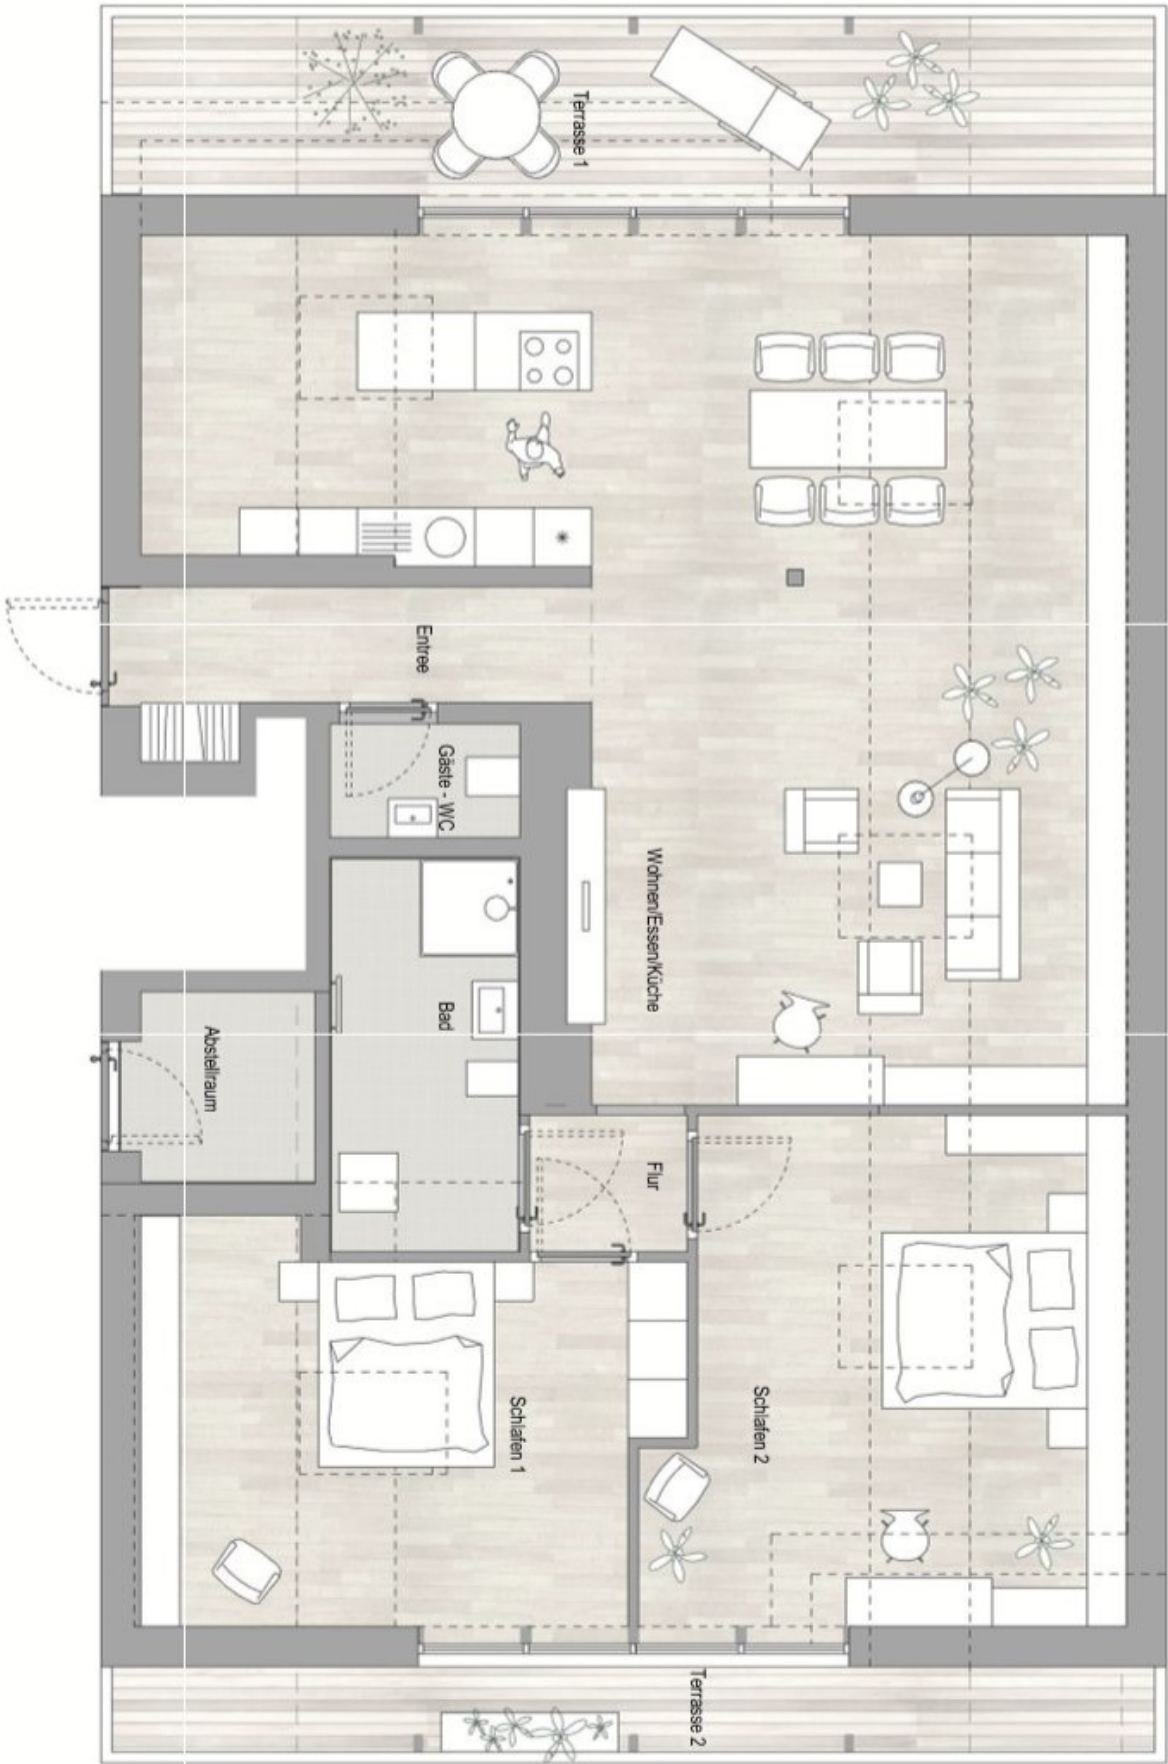 Terrasse 1
Entree
Gäste - WC
Wohnen/Essen/Küche
Bad
Abstellraum
Flur
Schlafen 1
Schlafen 2
Terrasse 2